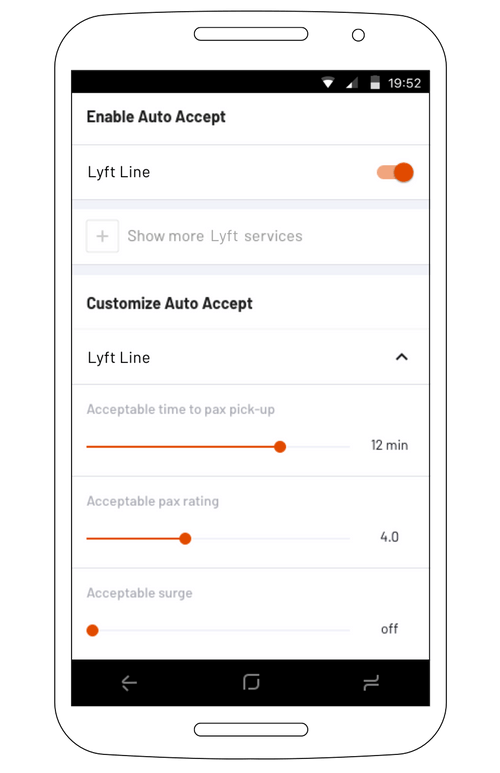 19:52
Enable Auto Accept
Lyft Line
Show more Lyft services
Customize Auto Accept
Lyft Line
Acceptable time to pax pick-up
12 min
Acceptable pax rating
4.0
Acceptable surge
off